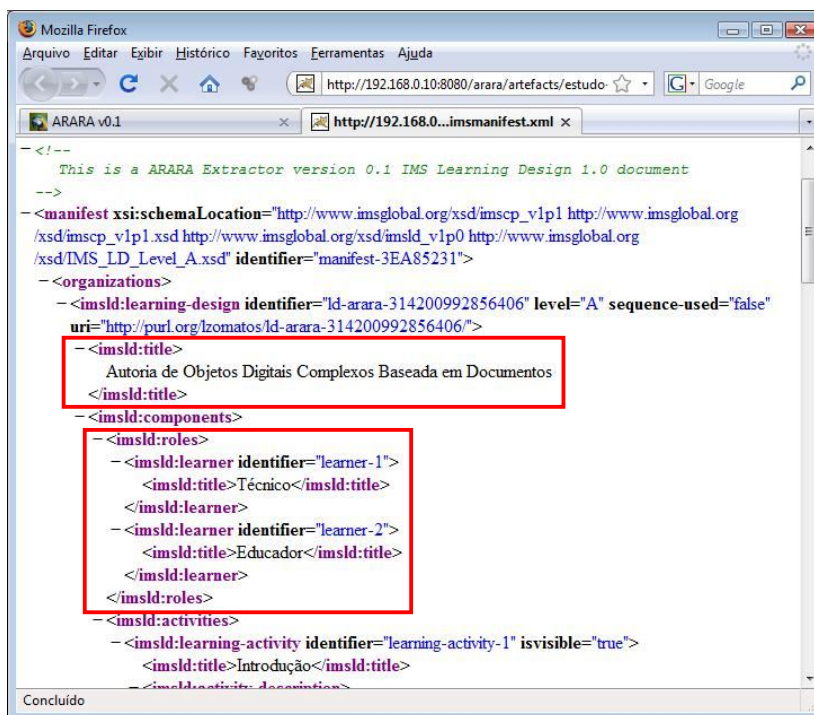 Mozilla Firefox
Arquivo Editar Exibir Histórico Favoritos Ferramentas Ajuda
http://192.168.0.10:8080/arara/artefacts/estudo- G Google
ARARA v0.1 × http://192.168.0...imsmanifest.xml ×
− <!--
This is a ARARA Extractor version 0.1 IMS Learning Design 1.0 document
-->
− <manifest xsi:schemaLocation="http://www.imsglobal.org/xsd/imscp_v1p1 http://www.imsglobal.org
/xsd/imscp_v1p1.xsd http://www.imsglobal.org/xsd/imsld_v1p0 http://www.imsglobal.org
/xsd/IMS_LD_Level_A.xsd" identifier="manifest-3EA85231">
− <organizations>
− <imsld:learning-design identifier="ld-arara-314200992856406" level="A" sequence-used="false"
uri="http://purl.org/lzomatos/ld-arara-314200992856406/">
− <imsld:title>
Autoria de Objetos Digitais Complexos Baseada em Documentos
</imsld:title>
− <imsld:components>
− <imsld:roles>
− <imsld:learner identifier="learner-1">
<imsld:title>Técnico</imsld:title>
</imsld:learner>
− <imsld:learner identifier="learner-2">
<imsld:title>Educador</imsld:title>
</imsld:learner>
</imsld:roles>
− <imsld:activities>
− <imsld:learning-activity identifier="learning-activity-1" isvisible="true">
<imsld:title>Introdução</imsld:title>
− <imsld:activity-description>
Concluído